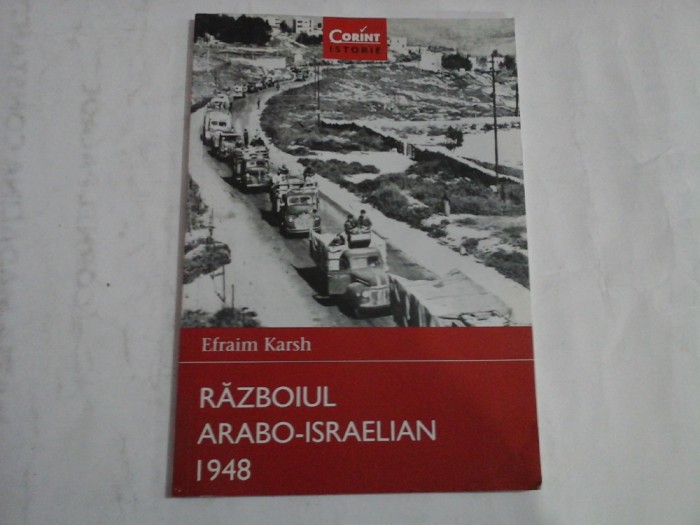 CORINT
ISTORIE
Efraim Karsh
RĂZBOIUL
ARABO-ISRAELIAN
1948